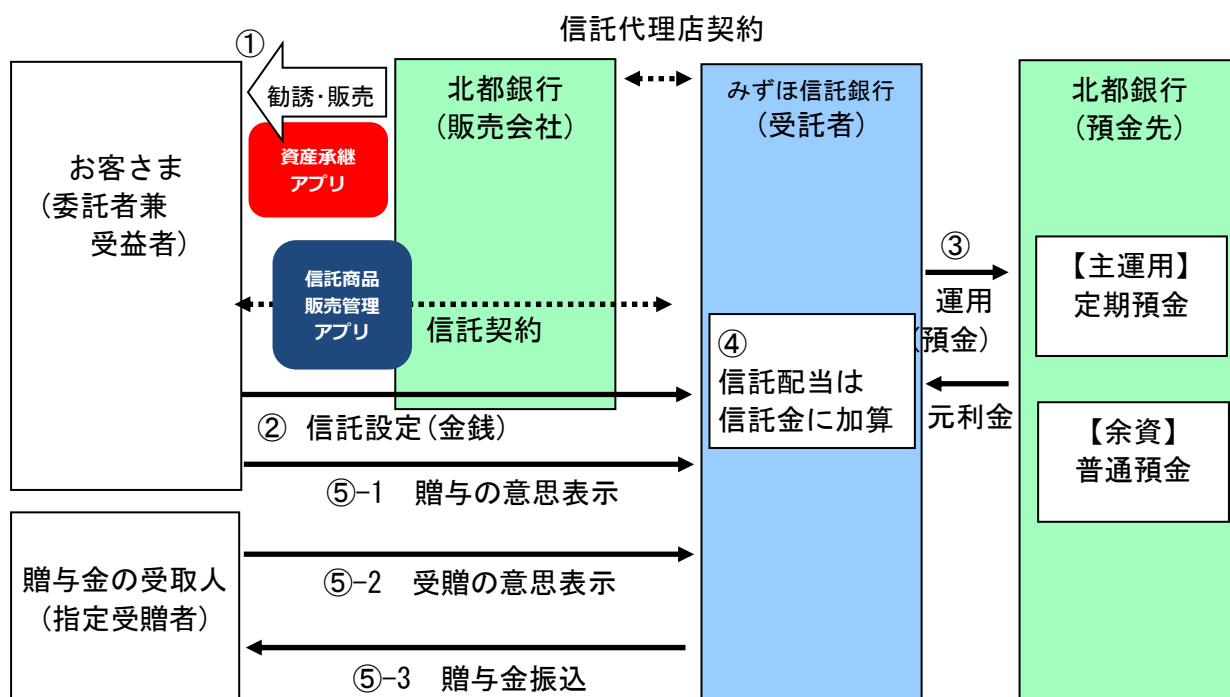 信託代理店契約
①
勧誘・販売
北都銀行
(販売会社)
みずほ信託銀行
(受託者)
北都銀行
(預金先)
資産承継
アプリ
お客さま
(委託者兼
受益者)
信託商品
販売管理
アプリ
信託契約
③
運用
(預金)
【主運用】
定期預金
④
信託配当は
信託金に加算
元利金
【余資】
普通預金
② 信託設定(金銭)
⑤-1 贈与の意思表示
贈与金の受取人
(指定受贈者)
⑤-2 受贈の意思表示
⑤-3 贈与金振込